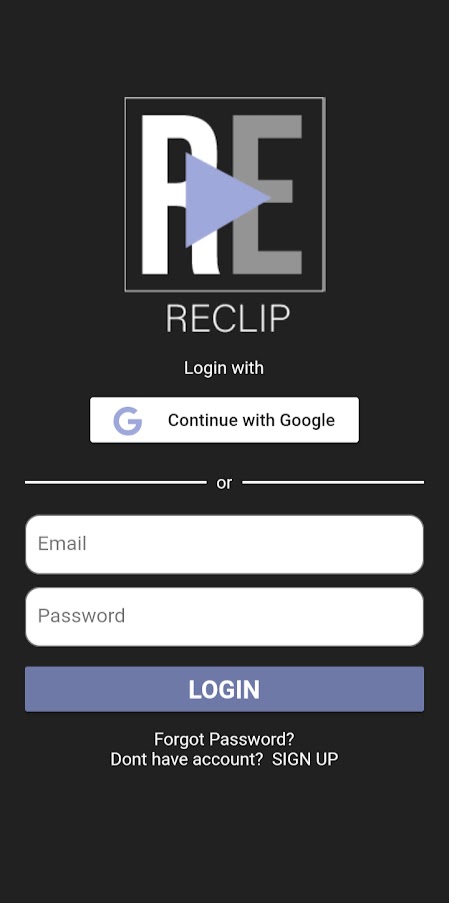 RE
RECLIP
Login with
G Continue with Google
or
Email
Password
LOGIN
Forgot Password?
Dont have account? SIGN UP